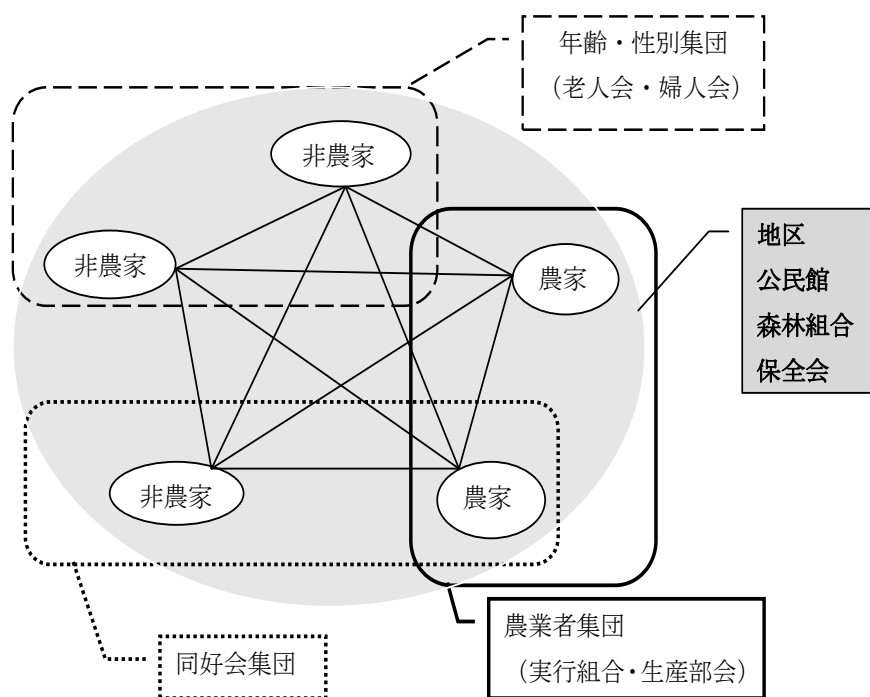 年齢・性別集団
(老人会・婦人会)
非農家
非農家
農家
地区
公民館
森林組合
保全会
非農家
農家
農業者集団
(実行組合・生産部会)
同好会集団